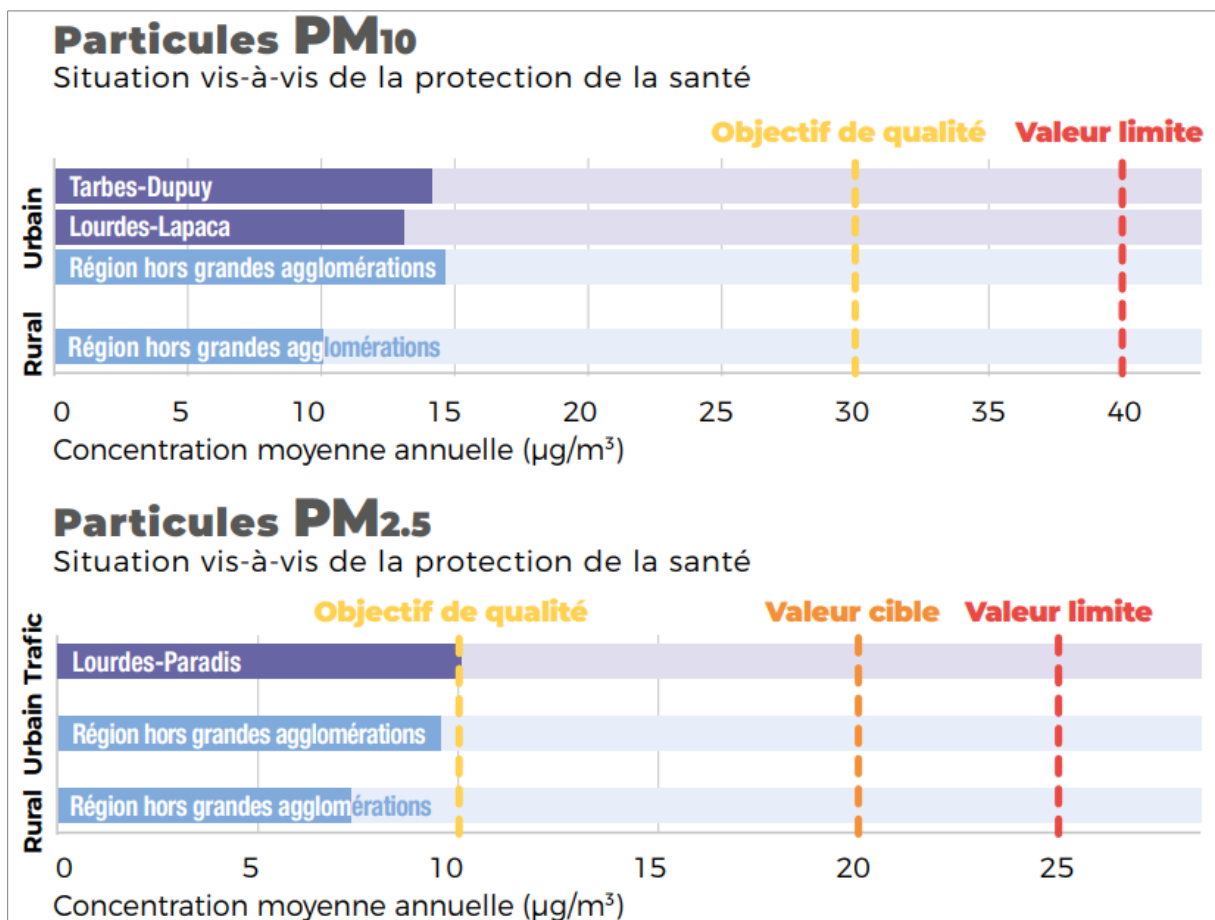 Particules PM10
Situation vis-à-vis de la protection de la santé
Objectif de qualité Valeur limite
Urbain
Tarbes-Dupuy
Lourdes-Lapaca
Région hors grandes agglomérations
Rural
Région hors grandes agglomérations
0 5 10 15 20 25 30 35 40
Concentration moyenne annuelle (µg/m³)
Particules PM2.5
Situation vis-à-vis de la protection de la santé
Objectif de qualité Valeur cible Valeur limite
Trafic
Lourdes-Paradis
Urbain
Région hors grandes agglomérations
Rural
Région hors grandes agglomérations
0 5 10 15 20 25
Concentration moyenne annuelle (µg/m³)